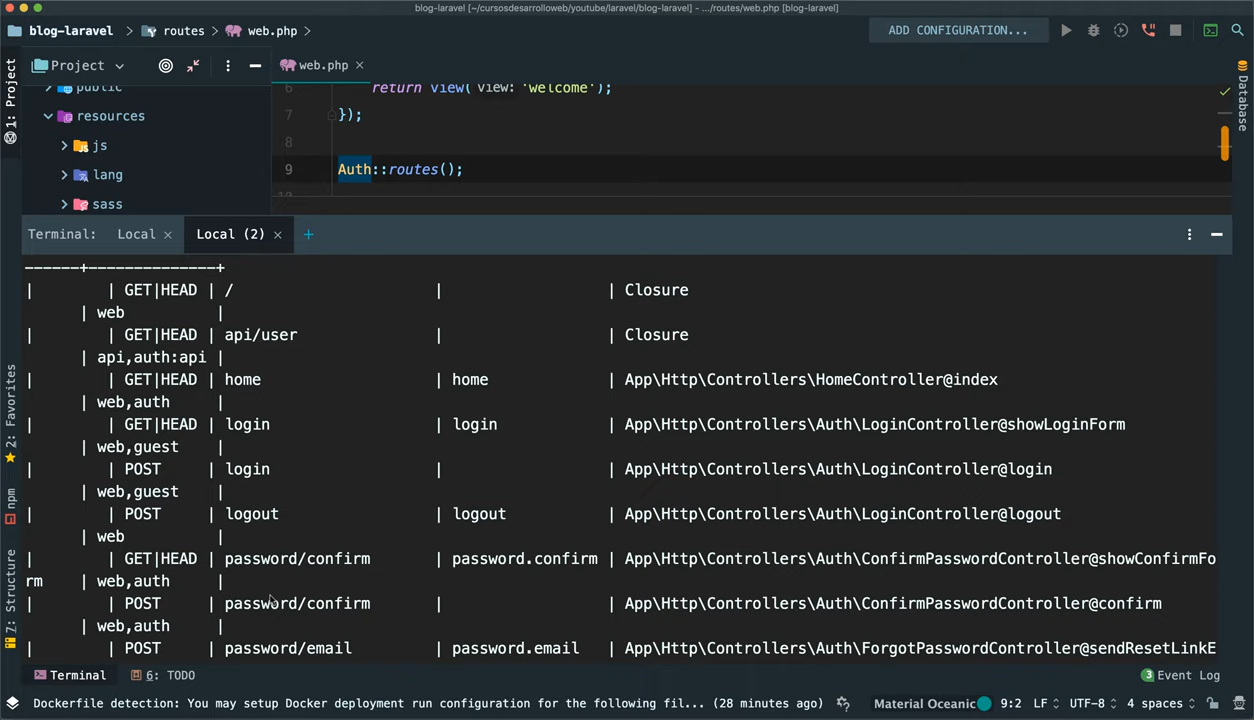 blog-laravel [~/cursosdesarrolloweb/youtube/laravel/blog-laravel] - .../routes/web.php [blog-laravel]
blog-laravel routes web.php ADD CONFIGURATION...
Project
web.php
public
resources
js
lang
sass
6 return view( view: 'welcome');
7 });
8
9 Auth::routes();
10
1: Project
2: Favorites
npm
7: Structure
Database
Terminal: Local Local (2) +
------+--------------+
| | GET|HEAD | / | | Closure
| web |
| | GET|HEAD | api/user | | Closure
| api,auth:api |
| | GET|HEAD | home | home | App\Http\Controllers\HomeController@index
| web,auth |
| | GET|HEAD | login | login | App\Http\Controllers\Auth\LoginController@showLoginForm
| web,guest |
| | POST | login | | App\Http\Controllers\Auth\LoginController@login
| web,guest |
| | POST | logout | logout | App\Http\Controllers\Auth\LoginController@logout
| web |
| | GET|HEAD | password/confirm | password.confirm | App\Http\Controllers\Auth\ConfirmPasswordController@showConfirmFo
rm | web,auth |
| | POST | password/confirm | | App\Http\Controllers\Auth\ConfirmPasswordController@confirm
| web,auth |
| | POST | password/email | password.email | App\Http\Controllers\Auth\ForgotPasswordController@sendResetLinkE
Terminal 6: TODO 3 Event Log
Dockerfile detection: You may setup Docker deployment run configuration for the following fil... (28 minutes ago) Material Oceanic 9:2 LF UTF-8 4 spaces